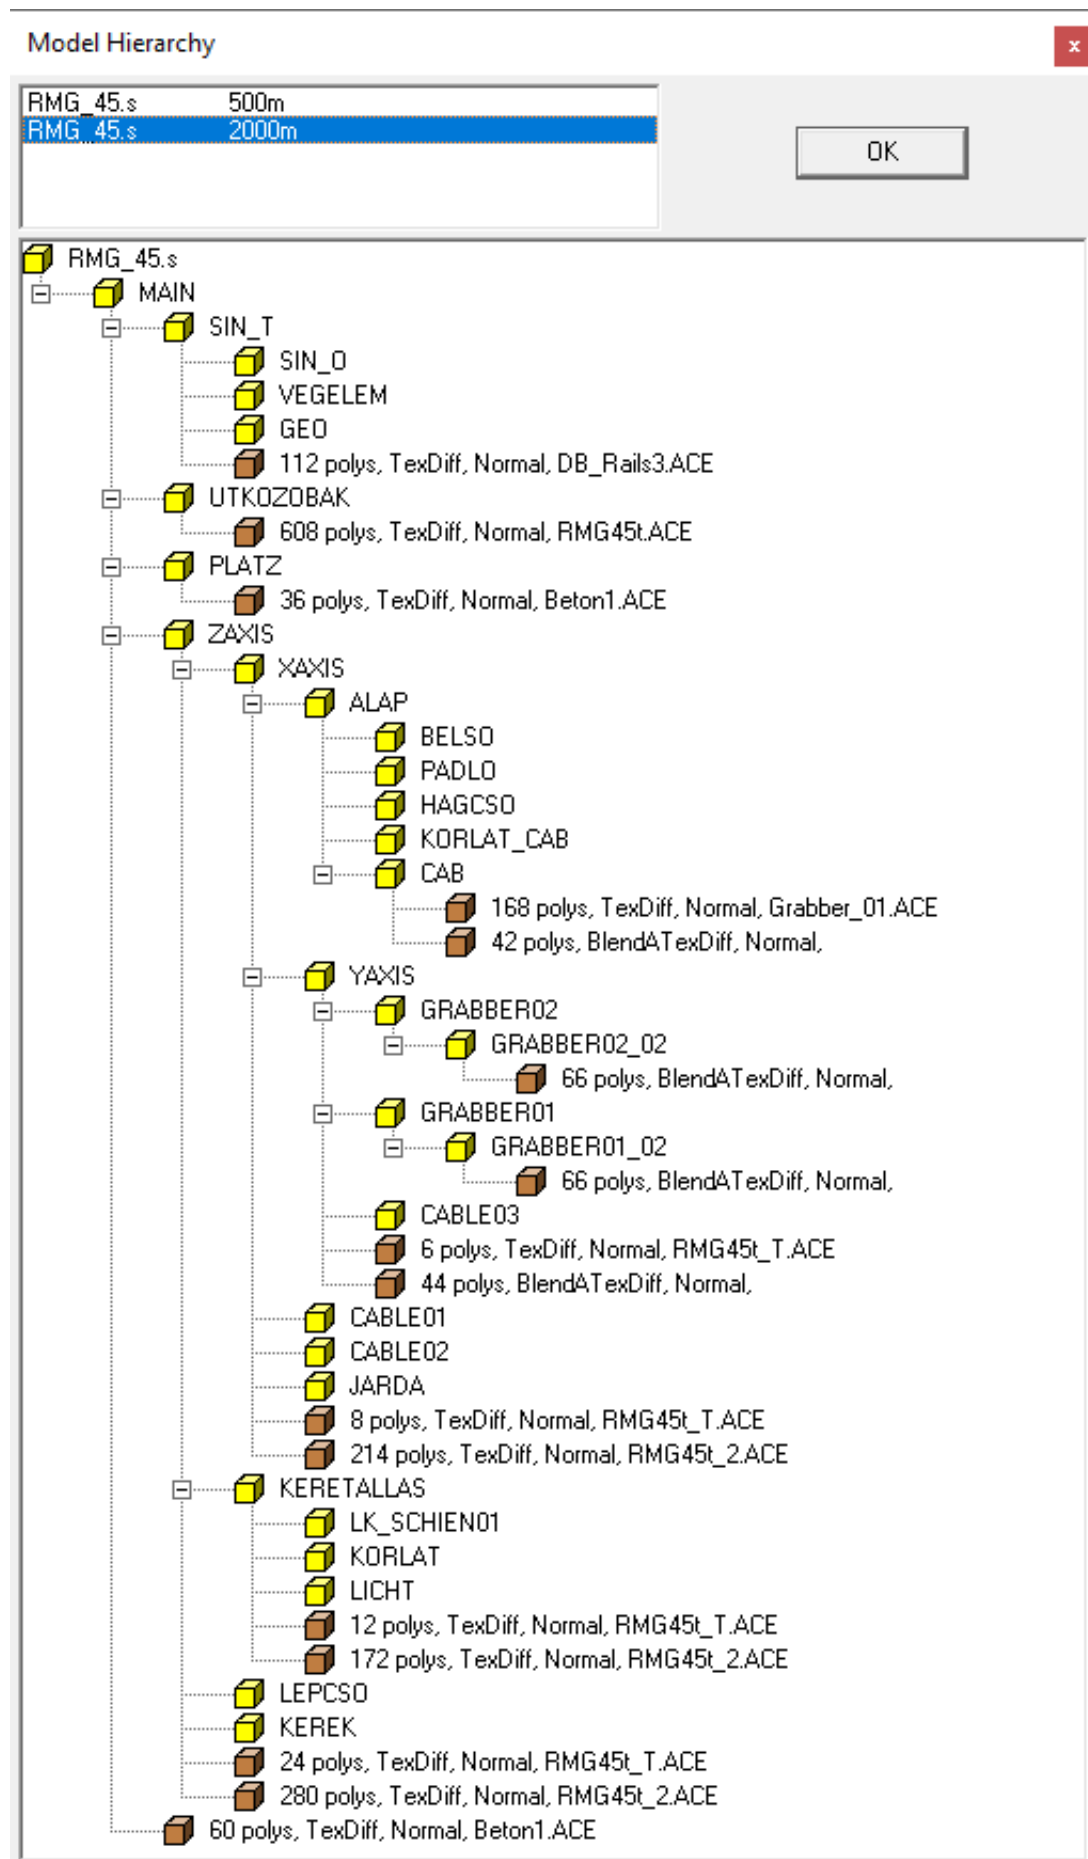 Model Hierarchy
x
RMG_45.s 500m
RMG_45.s 2000m
OK
RMG_45.s
MAIN
SIN_T
SIN_O
VEGELEM
GEO
112 polys, TexDiff, Normal, DB_Rails3.ACE
UTKOZOBAK
608 polys, TexDiff, Normal, RMG45t.ACE
PLATZ
36 polys, TexDiff, Normal, Beton1.ACE
ZAXIS
XAXIS
ALAP
BELSO
PADLO
HAGCSO
KORLAT_CAB
CAB
168 polys, TexDiff, Normal, Grabber_01.ACE
42 polys, BlendATexDiff, Normal,
YAXIS
GRABBER02
GRABBER02_02
66 polys, BlendATexDiff, Normal,
GRABBER01
GRABBER01_02
66 polys, BlendATexDiff, Normal,
CABLE03
6 polys, TexDiff, Normal, RMG45t_T.ACE
44 polys, BlendATexDiff, Normal,
CABLE01
CABLE02
JARDA
8 polys, TexDiff, Normal, RMG45t_T.ACE
214 polys, TexDiff, Normal, RMG45t_2.ACE
KERETALLAS
LK_SCHIEN01
KORLAT
LICHT
12 polys, TexDiff, Normal, RMG45t_T.ACE
172 polys, TexDiff, Normal, RMG45t_2.ACE
LEPCSO
KEREK
24 polys, TexDiff, Normal, RMG45t_T.ACE
280 polys, TexDiff, Normal, RMG45t_2.ACE
60 polys, TexDiff, Normal, Beton1.ACE